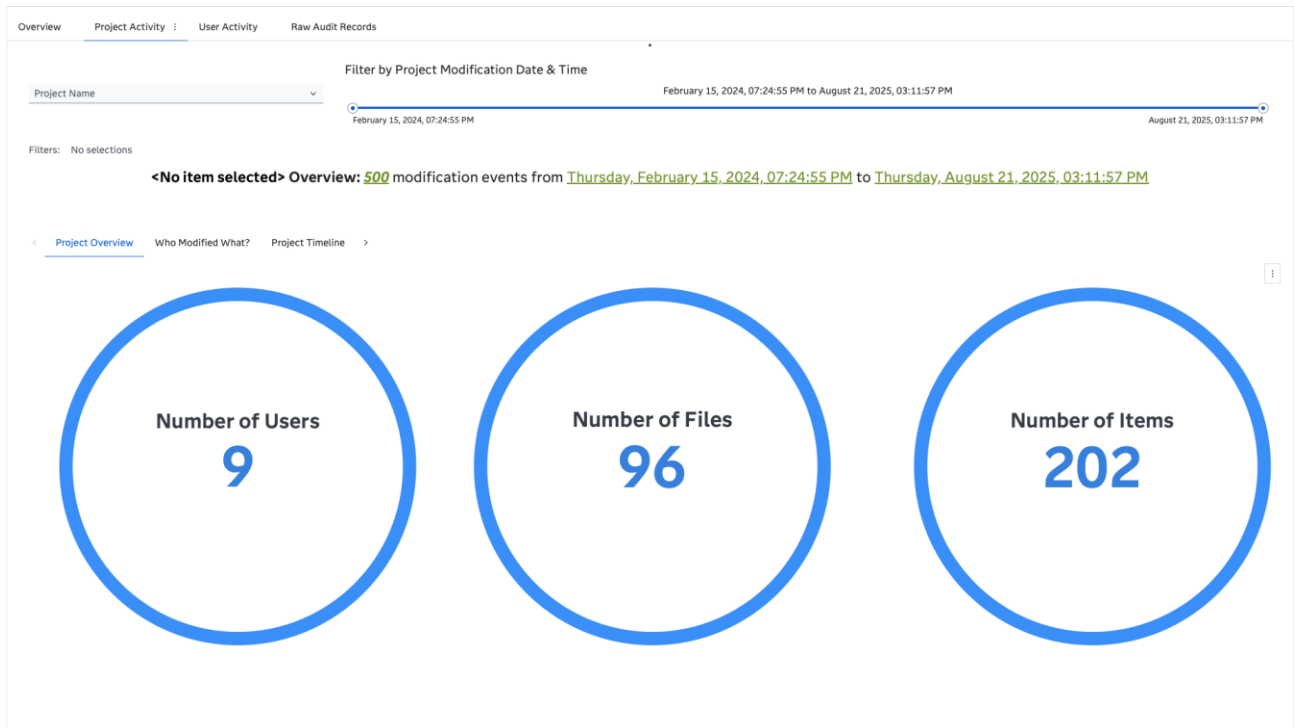 Overview Project Activity User Activity Raw Audit Records
Filter by Project Modification Date & Time
Project Name
February 15, 2024, 07:24:55 PM to August 21, 2025, 03:11:57 PM
February 15, 2024, 07:24:55 PM August 21, 2025, 03:11:57 PM
Filters: No selections
<No item selected> Overview: 500 modification events from Thursday, February 15, 2024, 07:24:55 PM to Thursday, August 21, 2025, 03:11:57 PM
Project Overview Who Modified What? Project Timeline
Number of Users
9
Number of Files
96
Number of Items
202